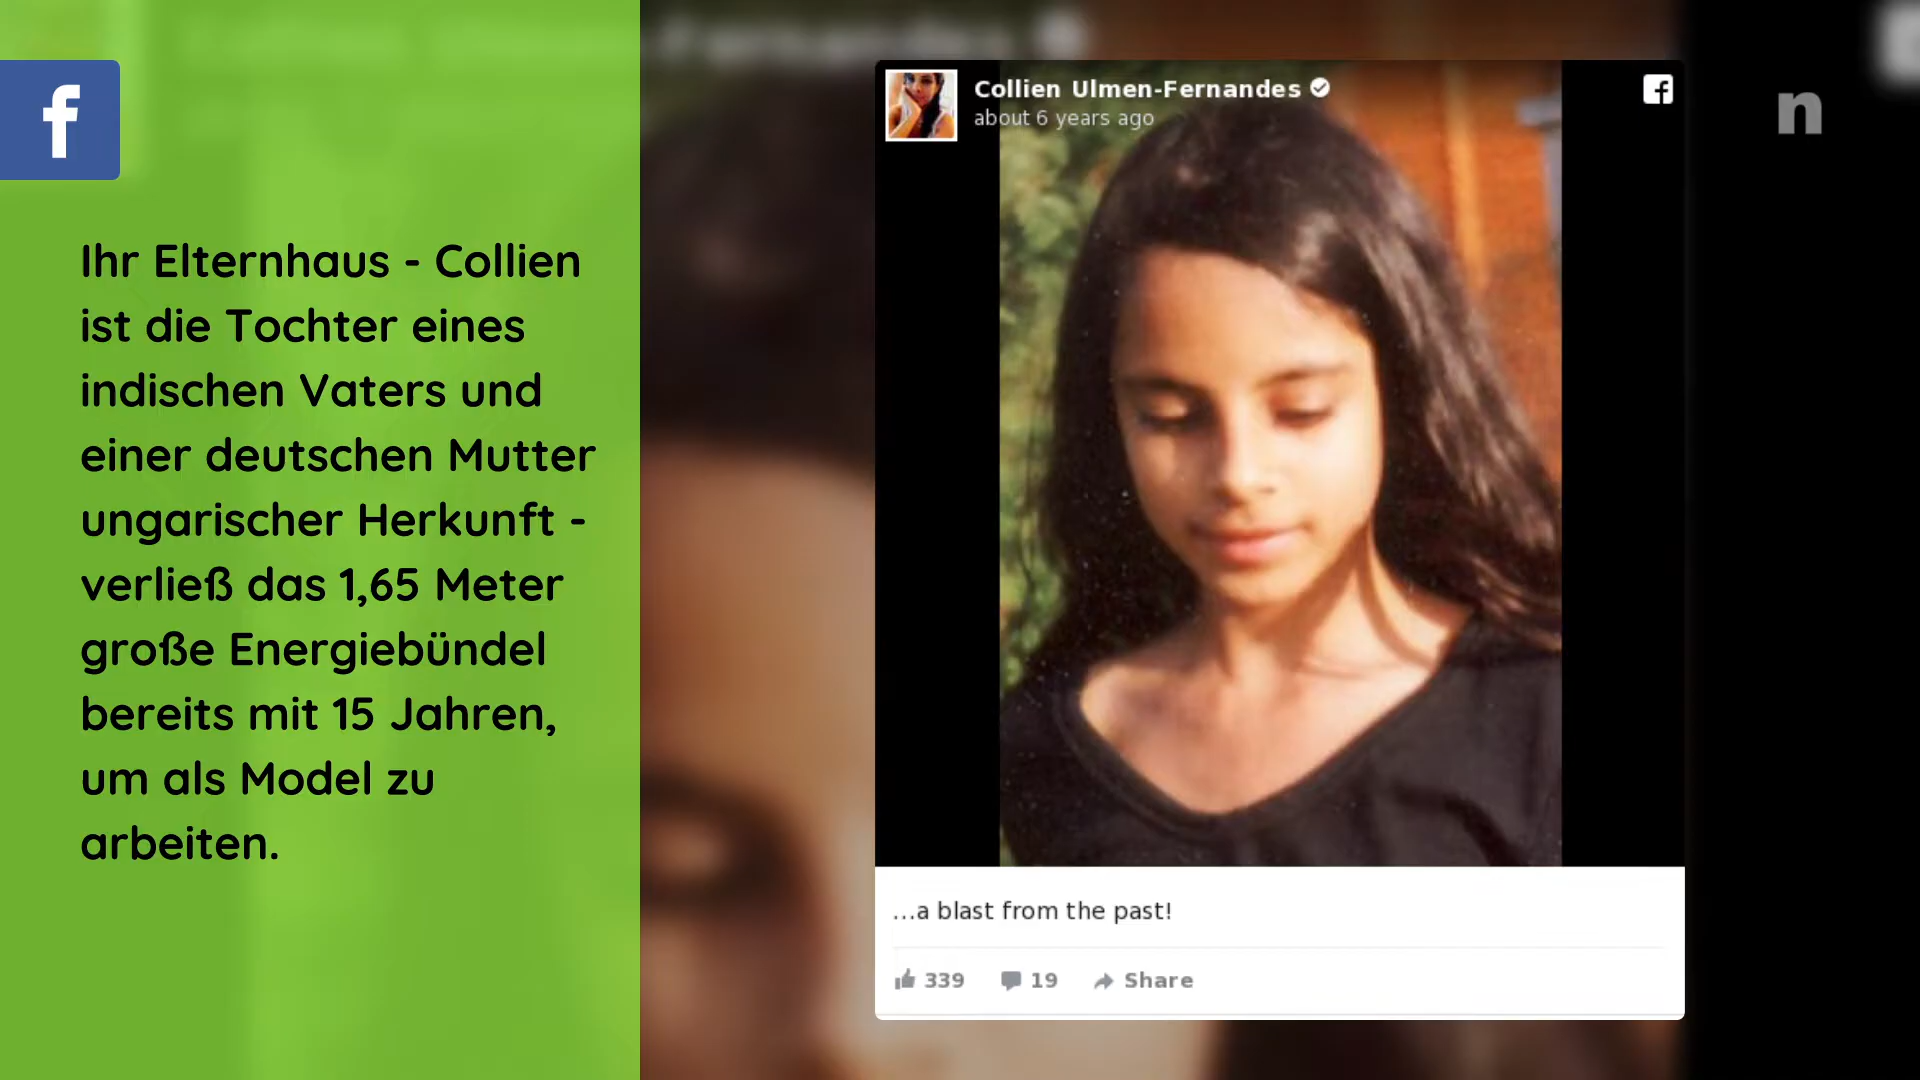 f
Ihr Elternhaus - Collien
ist die Tochter eines
indischen Vaters und
einer deutschen Mutter
ungarischer Herkunft -
verließ das 1,65 Meter
große Energiebündel
bereits mit 15 Jahren,
um als Model zu
arbeiten.
Collien Ulmen-Fernandes
about 6 years ago
...a blast from the past!
339 19 Share
n